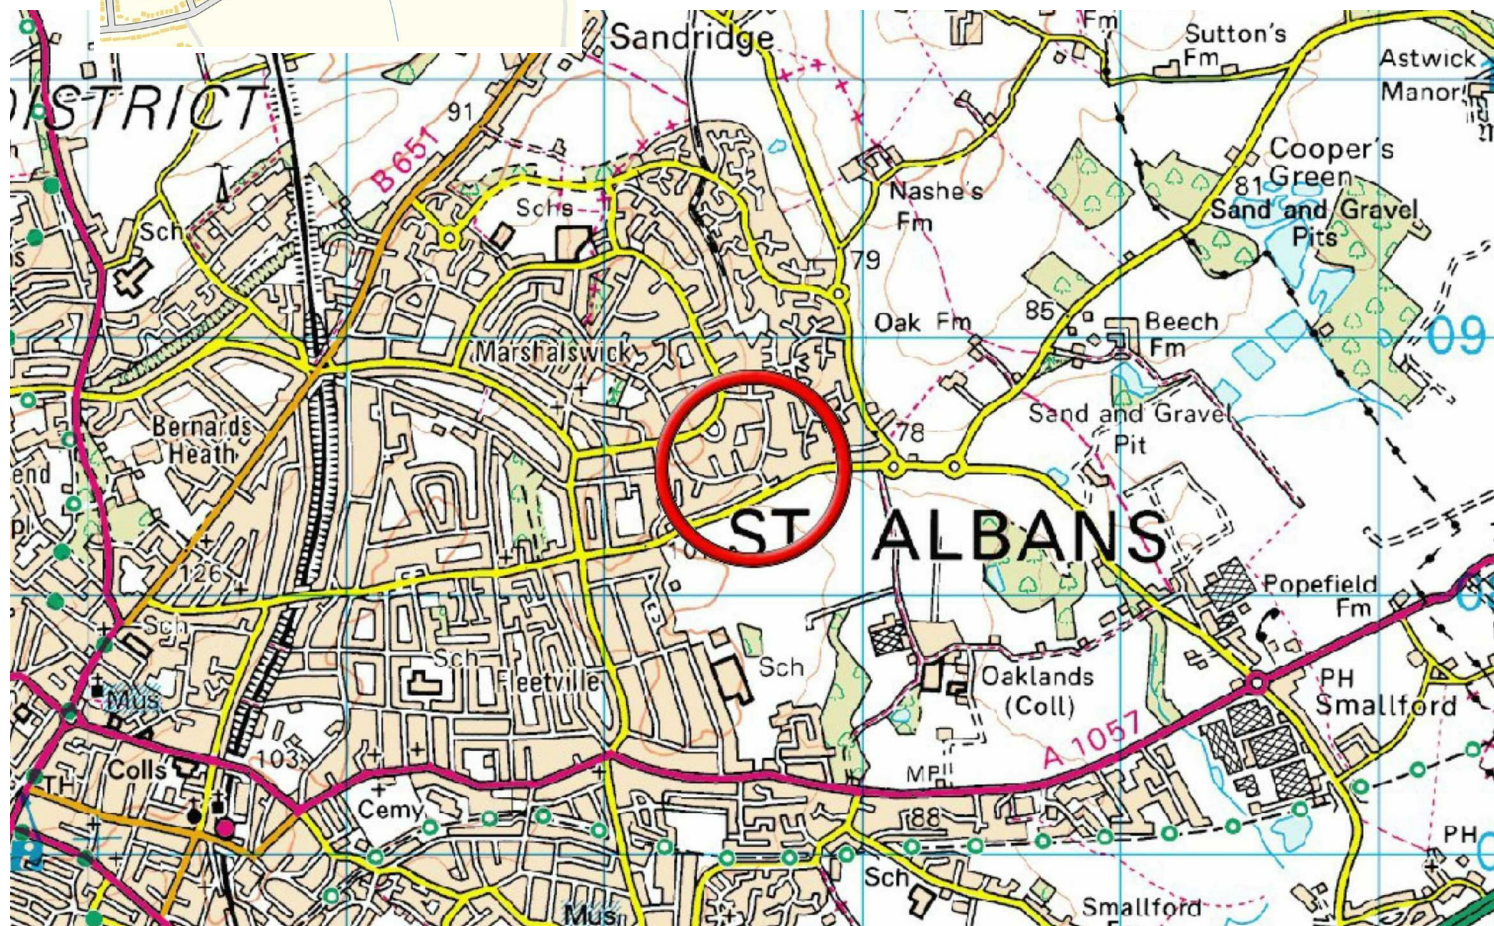 Sandridge
Fm
Sutton's
Fm
Astwick
Manor
DISTRICT
91
B 651
Cooper's
Green
81
Sand and Gravel
Pits
Nashe's
Fm
Schs
Sch
79
Oak Fm
85
Beech
Fm
09
Marshalswick
Bernards
Heath
Sand and Gravel
Pit
78
end
ST ALBANS
126
Popefield
Fm
Sch
Sch
Fleetville
Sch
Oaklands
(Coll)
PH
Smallford
Mus
A 1057
103
Colls
TH
MP
Cemy
88
PH
Sch
Mus
Smallford